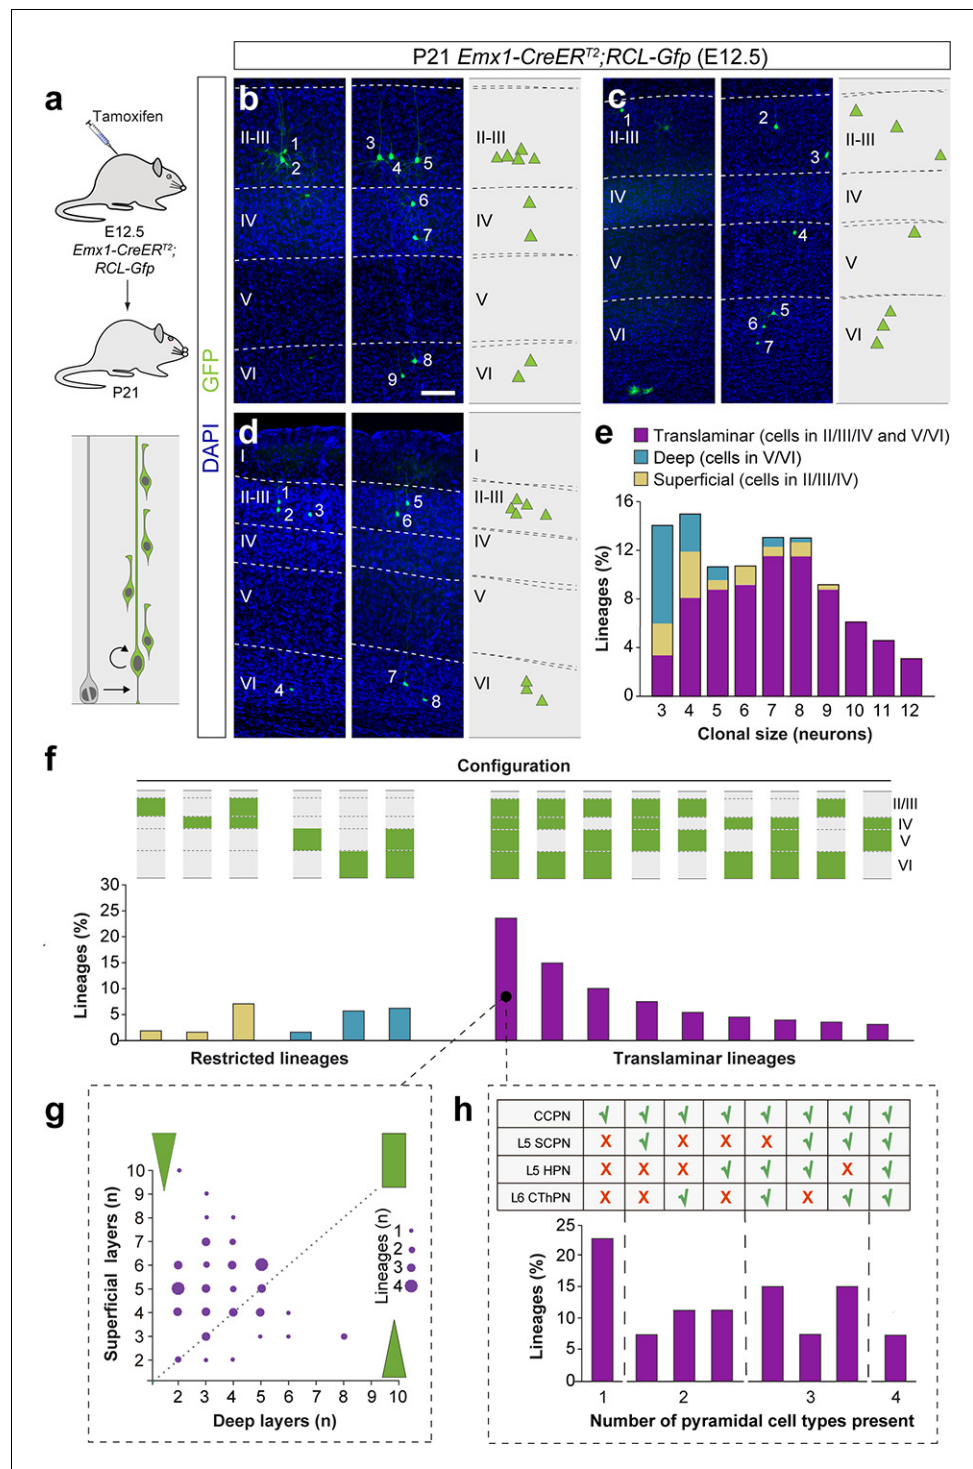 P21 Emx1-CreERT2;RCL-Gfp (E12.5)
a
Tamoxifen
E12.5
Emx1-CreERT2;
RCL-Gfp
P21
GFP
DAPI
b
II-III
IV
V
VI
1
2
3
4
5
6
7
8
9
II-III
IV
V
VI
c
1
II-III
IV
V
VI
2
3
4
5
6
7
II-III
IV
V
VI
d
I
II-III
IV
V
VI
1
2
3
4
5
6
7
8
I
II-III
IV
V
VI
e
Translaminar (cells in II/III/IV and V/VI)
Deep (cells in V/VI)
Superficial (cells in II/III/IV)
Lineages (%)
16
12
8
4
0
3 4 5 6 7 8 9 10 11 12
Clonal size (neurons)
f
Configuration
II/III
IV
V
VI
Lineages (%)
30
25
20
15
10
5
0
Restricted lineages
Translaminar lineages
g
Superficial layers (n)
10
9
8
7
6
5
4
3
2
2 3 4 5 6 7 8 9 10
Deep layers (n)
Lineages (n)
1
2
3
4
h
CCPN √ √ √ √ √ √ √ √
L5 SCPN X √ X X X √ √ √
L5 HPN X X X √ √ √ X √
L6 CThPN X X √ X √ X √ √
Lineages (%)
25
20
15
10
5
0
1 2 3 4
Number of pyramidal cell types present